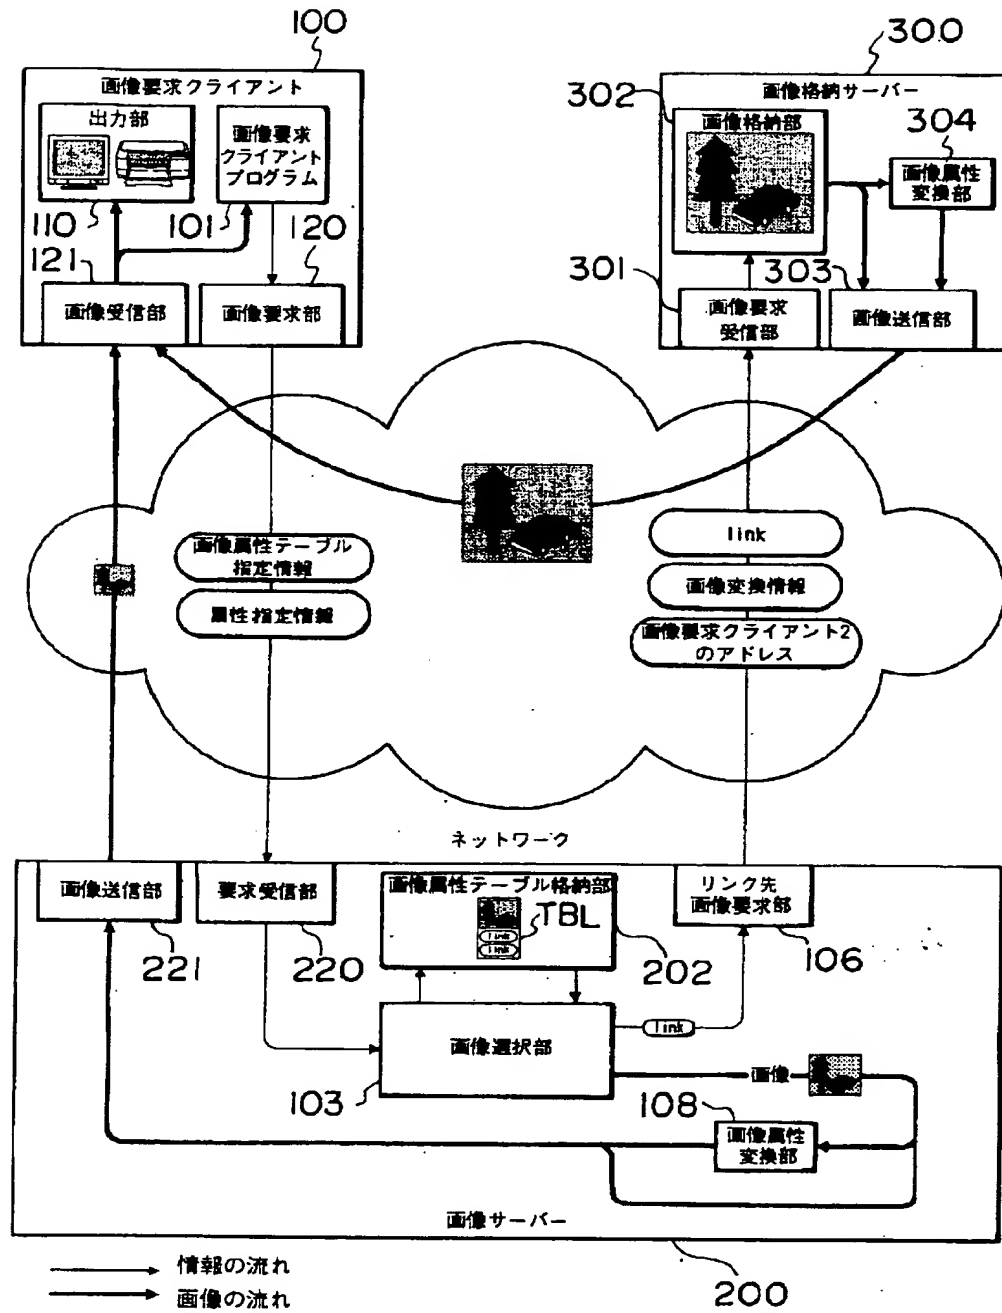 100
画像要求クライアント
出力部
110
画像要求
クライアント
プログラム
101
120
121
画像受信部
画像要求部
300
画像格納サーバー
302
画像格納部
304
画像属性
変換部
301
303
画像要求
受信部
画像送信部
画像属性テーブル
指定情報
属性指定情報
link
画像変換情報
画像要求クライアント2
のアドレス
ネットワーク
画像送信部
221
要求受信部
220
画像属性テーブル格納部
TBL
link
link
202
リンク先
画像要求部
106
画像選択部
103
link
画像
108
画像属性
変換部
画像サーバー
200
情報の流れ
画像の流れ